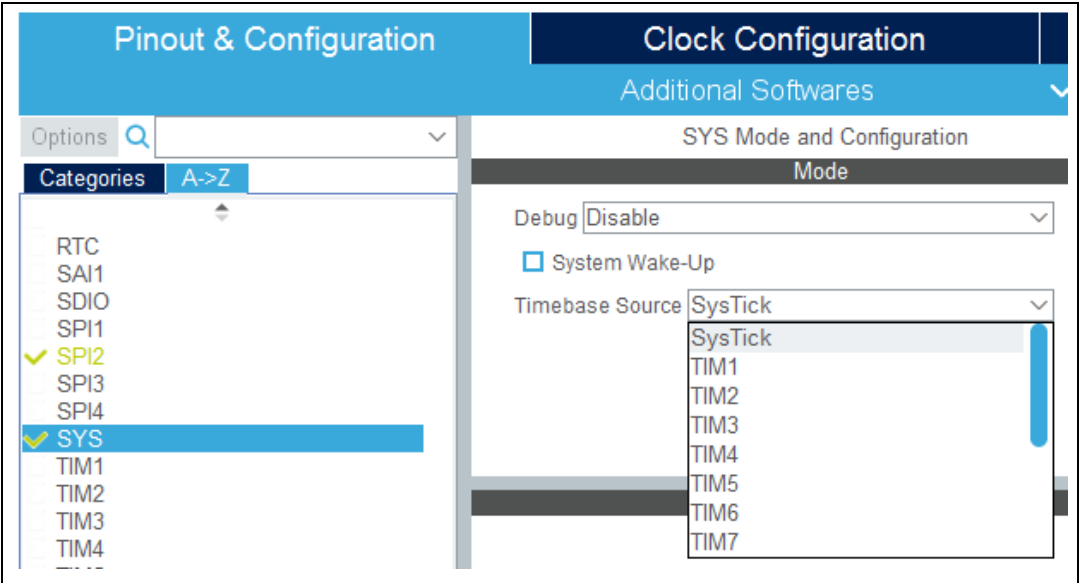 Pinout & Configuration
Clock Configuration
Additional Softwares
Options
Categories
A->Z
RTC
SAI1
SDIO
SPI1
SPI2
SPI3
SPI4
SYS
TIM1
TIM2
TIM3
TIM4
SYS Mode and Configuration
Mode
Debug Disable
System Wake-Up
Timebase Source SysTick
SysTick
TIM1
TIM2
TIM3
TIM4
TIM5
TIM6
TIM7